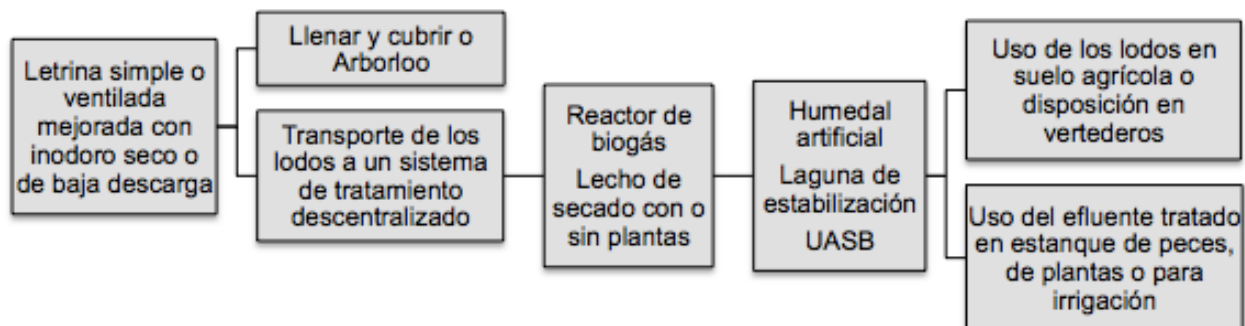 Letrina simple o
ventilada
mejorada con
inodoro seco o
de baja descarga
Llenar y cubrir o
Arborloo
Transporte de los
lodos a un sistema
de tratamiento
descentralizado
Reactor de
biogás
Lecho de
secado con o
sin plantas
Humedal
artificial
Laguna de
estabilización
UASB
Uso de los lodos en
suelo agrícola o
disposición en
vertederos
Uso del efluente tratado
en estanque de peces,
de plantas o para
irrigación